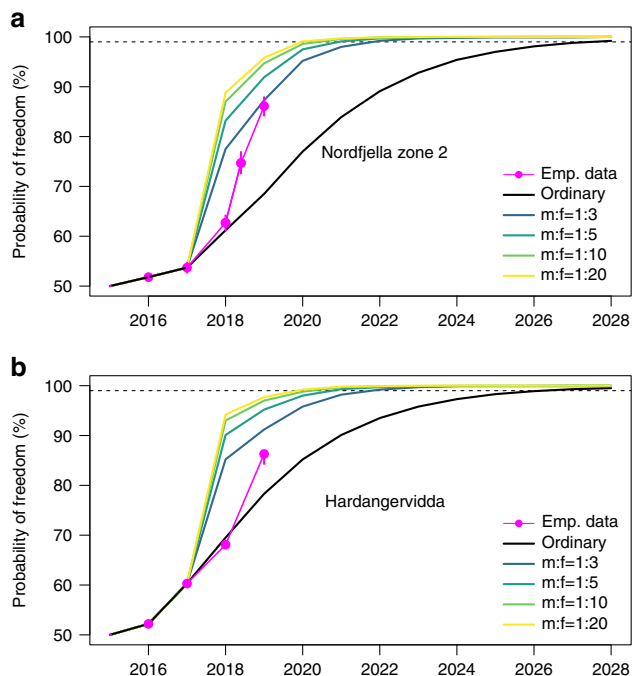 a
Probability of freedom (%)
100
90
80
70
60
50
Nordfjella zone 2
Emp. data
Ordinary
m:f=1:3
m:f=1:5
m:f=1:10
m:f=1:20
2016 2018 2020 2022 2024 2026 2028
b
Probability of freedom (%)
100
90
80
70
60
50
Hardangervidda
Emp. data
Ordinary
m:f=1:3
m:f=1:5
m:f=1:10
m:f=1:20
2016 2018 2020 2022 2024 2026 2028